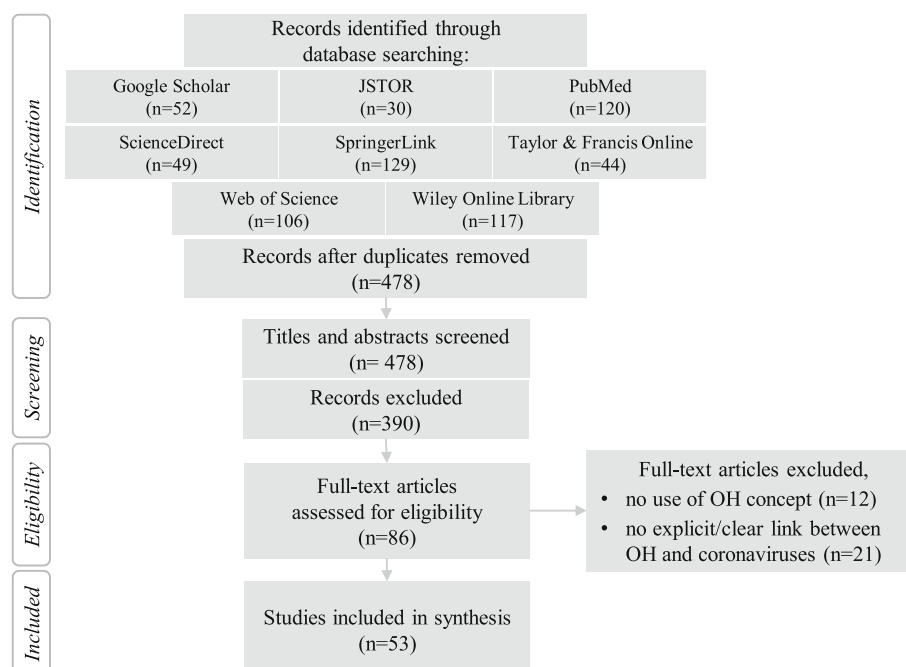 Identification
Records identified through
database searching:
Google Scholar
(n=52)
JSTOR
(n=30)
PubMed
(n=120)
ScienceDirect
(n=49)
SpringerLink
(n=129)
Taylor & Francis Online
(n=44)
Web of Science
(n=106)
Wiley Online Library
(n=117)
Records after duplicates removed
(n=478)
Screening
Titles and abstracts screened
(n= 478)
Records excluded
(n=390)
Eligibility
Full-text articles
assessed for eligibility
(n=86)
Full-text articles excluded,
• no use of OH concept (n=12)
• no explicit/clear link between
OH and coronaviruses (n=21)
Included
Studies included in synthesis
(n=53)